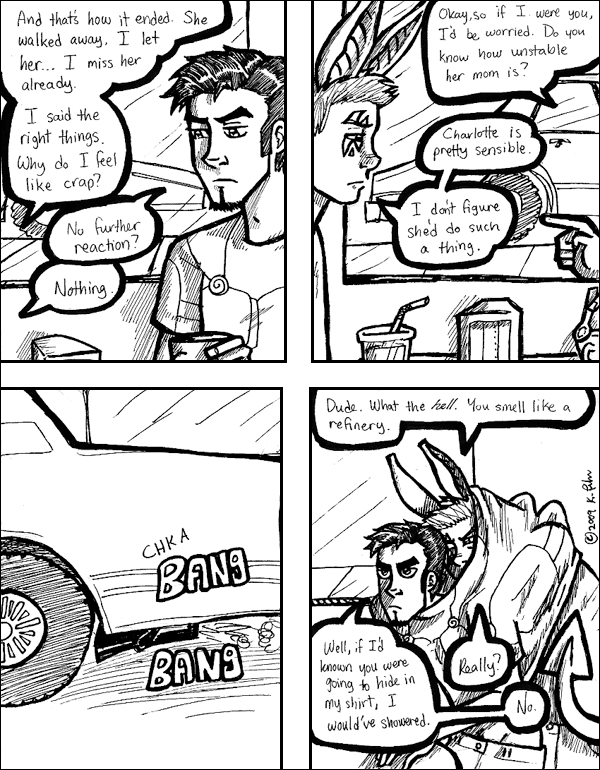 And that's how it ended. She
walked away. I let
her... I miss her
already.
I said the
right things.
Why do I feel
like crap?
No further
reaction?
Nothing.
Okay, so if I were you,
I'd be worried. Do you
know how unstable
her mom is?
Charlotte is
pretty sensible.
I don't figure
she'd do such
a thing.
CHKA
BANG
BANG
Dude. What the hell. You smell like a
refinery.
Well, if I'd
known you were
going to hide in
my shirt, I
would've showered.
Really?
No.
©2009 K. Palm